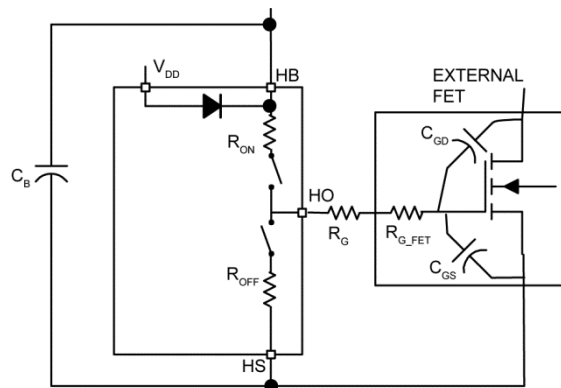 V_DD
HB
EXTERNAL
FET
R_ON
C_GD
C_B
HO
R_G
R_G_FET
C_GS
R_OFF
HS